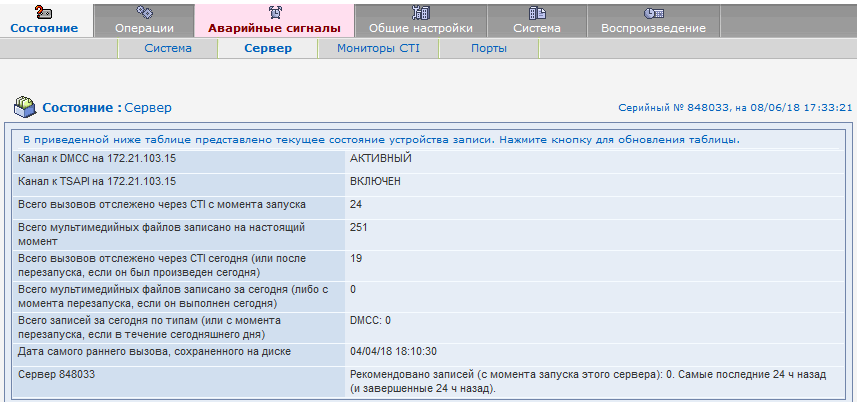 Состояние
Операции
Аварийные сигналы
Общие настройки
Система
Воспроизведение
Система
Сервер
Мониторы CTI
Порты
Состояние : Сервер
Серийный № 848033, на 08/06/18 17:33:21
В приведенной ниже таблице представлено текущее состояние устройства записи. Нажмите кнопку для обновления таблицы.
Канал к DMCC на 172.21.103.15
АКТИВНЫЙ
Канал к TSAPI на 172.21.103.15
ВКЛЮЧЕН
Всего вызовов отслежено через CTI с момента запуска
24
Всего мультимедийных файлов записано на настоящий
момент
251
Всего вызовов отслежено через CTI сегодня (или после
перезапуска, если он был произведен сегодня)
19
Всего мультимедийных файлов записано за сегодня (либо с
момента перезапуска, если он выполнен сегодня)
0
Всего записей за сегодня по типам (или с момента
перезапуска, если в течение сегодняшнего дня)
DMCC: 0
Дата самого раннего вызова, сохраненного на диске
04/04/18 18:10:30
Сервер 848033
Рекомендовано записей (с момента запуска этого сервера): 0. Самые последние 24 ч назад
(и завершенные 24 ч назад).